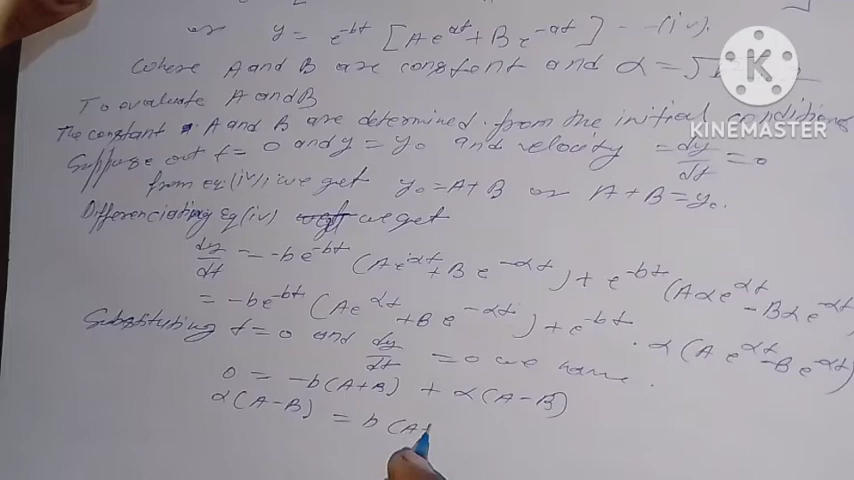 or y = e^-bt [Ae^αt + Be^-αt] - -(iv).
Where A and B are constant and α = √
KINEMASTER
To evaluate A and B
The constant A and B are determined from the initial conditions
Suppose out t = 0 and y = y₀ and velocity = dy/dt = 0
from eq:(iv), we get y₀ = A + B or A + B = y₀.
Differenciating Eq(iv) we get
dy/dt = -be^-bt (Ae^αt + Be^-αt) + e^-bt (Aαe^αt - Bαe^-αt)
= -be^-bt (Ae^αt + Be^-αt) + e^-bt · α(Ae^αt - Be^-αt)
Substituting t = 0 and dy/dt = 0 we have.
0 = -b(A+B) + α(A-B)
α(A-B) = b(A+